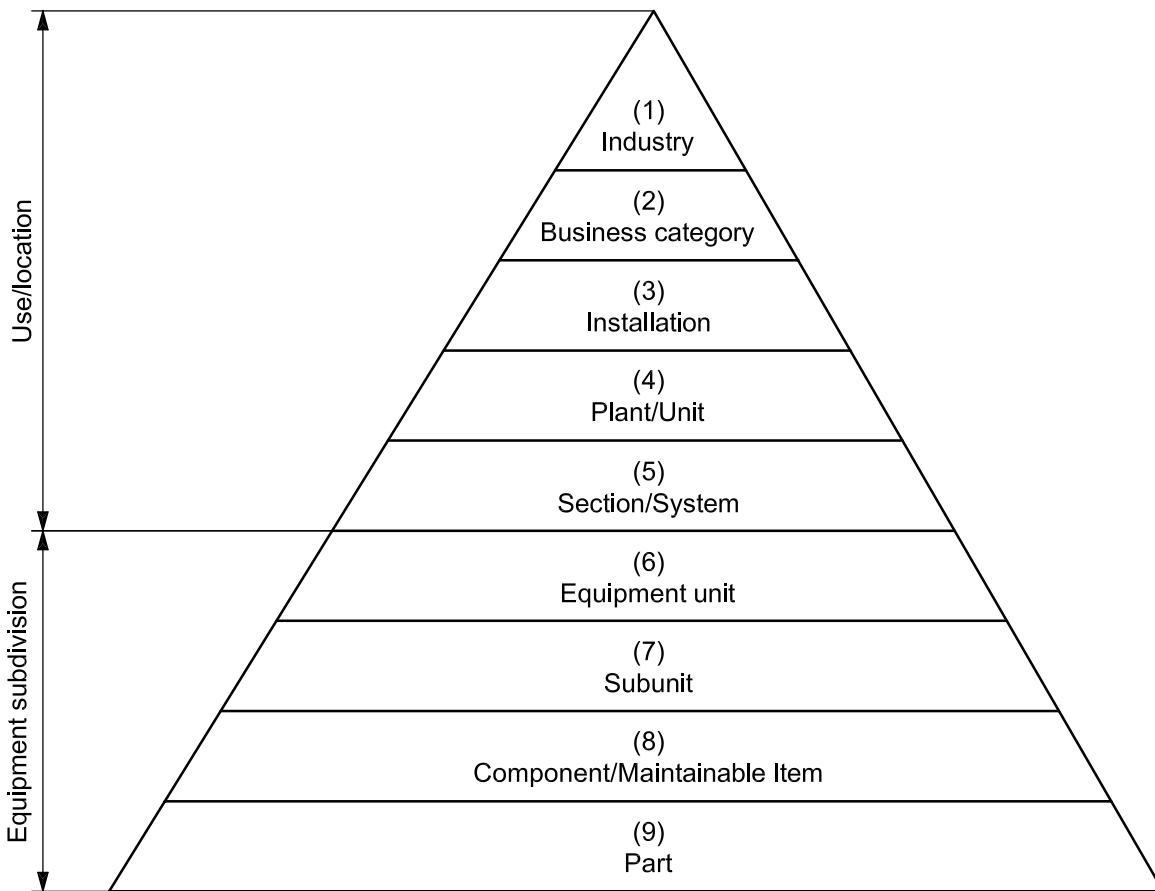 Use/location
Equipment subdivision
(1)
Industry
(2)
Business category
(3)
Installation
(4)
Plant/Unit
(5)
Section/System
(6)
Equipment unit
(7)
Subunit
(8)
Component/Maintainable Item
(9)
Part